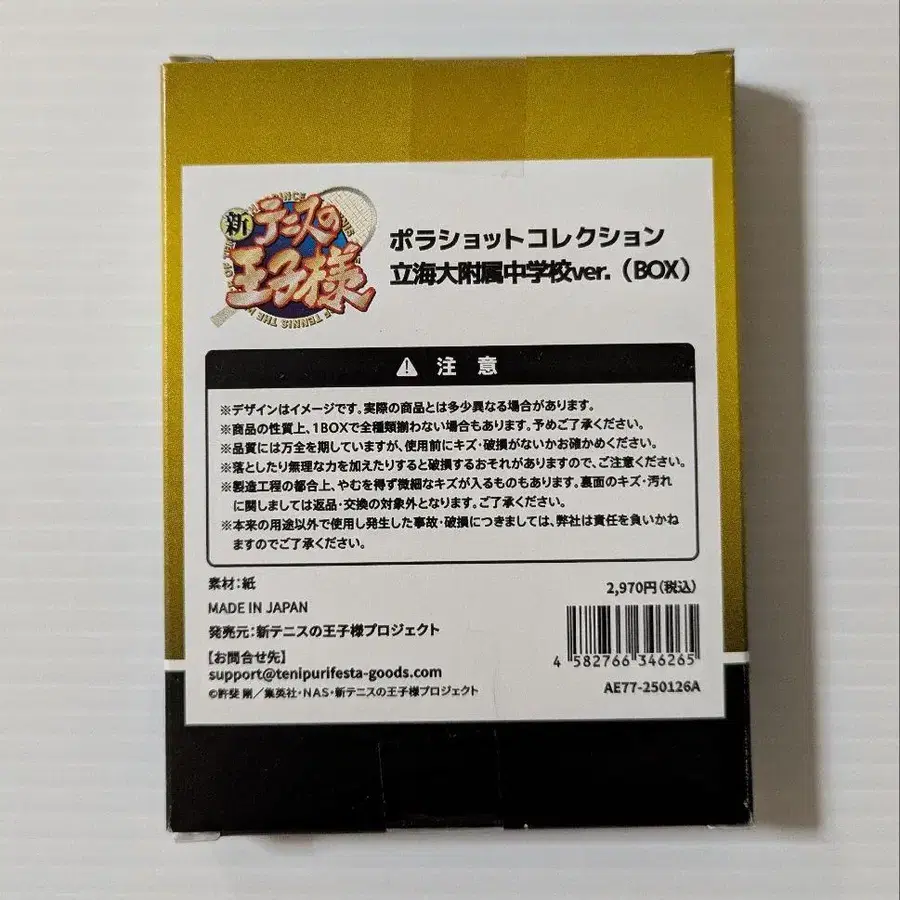 新テニスの王子様
ポラショットコレクション
立海大附属中学校ver.（BOX）
注意
※デザインはイメージです。実際の商品とは多少異なる場合があります。
※商品の性質上、1BOXで全種類揃わない場合もあります。予めご了承ください。
※品質には万全を期していますが、使用前にキズ・破損がないかお確かめください。
※落としたり無理な力を加えたりすると破損するおそれがありますので、ご注意ください。
※製造工程の都合上、やむを得ず微細なキズが入るものもあります。裏面のキズ・汚れ
に関しましては返品・交換の対象外となります。ご了承ください。
※本来の用途以外で使用し発生した事故・破損につきましては、弊社は責任を負いかね
ますのでご了承ください。
素材：紙
2,970円（税込）
MADE IN JAPAN
発売元：新テニスの王子様プロジェクト
【お問合せ先】
support@tenipurifesta-goods.com
4 582766 346265
©許斐 剛／集英社・NAS・新テニスの王子様プロジェクト
AE77-250126A